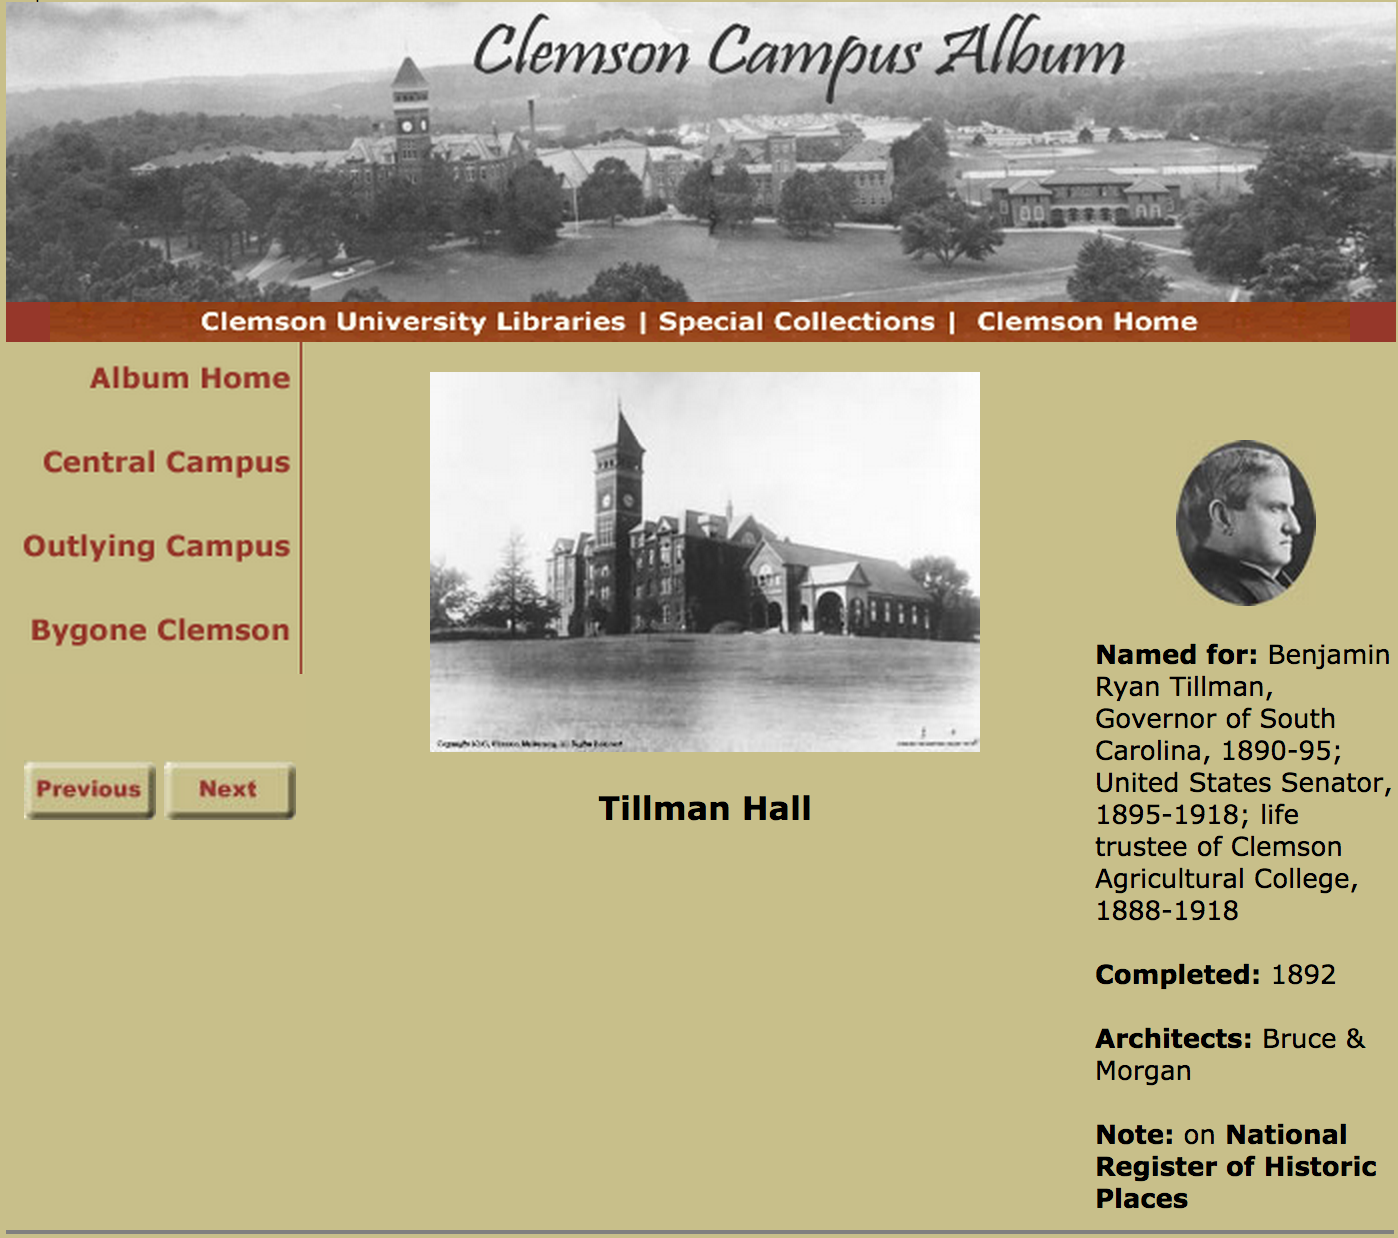 Clemson Campus Album
Clemson University Libraries | Special Collections | Clemson Home
Album Home
Central Campus
Outlying Campus
Bygone Clemson
Previous
Next
Tillman Hall
Named for: Benjamin
Ryan Tillman,
Governor of South
Carolina, 1890-95;
United States Senator,
1895-1918; life
trustee of Clemson
Agricultural College,
1888-1918
Completed: 1892
Architects: Bruce &
Morgan
Note: on National
Register of Historic
Places